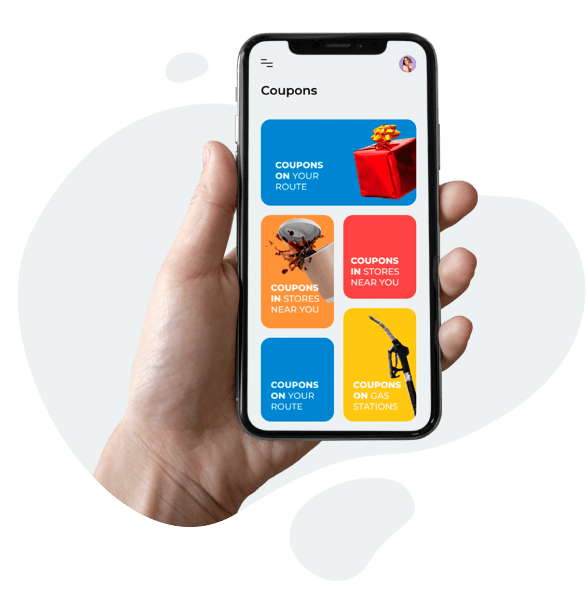 Coupons
COUPONS
ON YOUR
ROUTE
COUPONS
IN STORES
NEAR YOU
COUPONS
IN STORES
NEAR YOU
COUPONS
ON YOUR
ROUTE
COUPONS
ON GAS
STATIONS